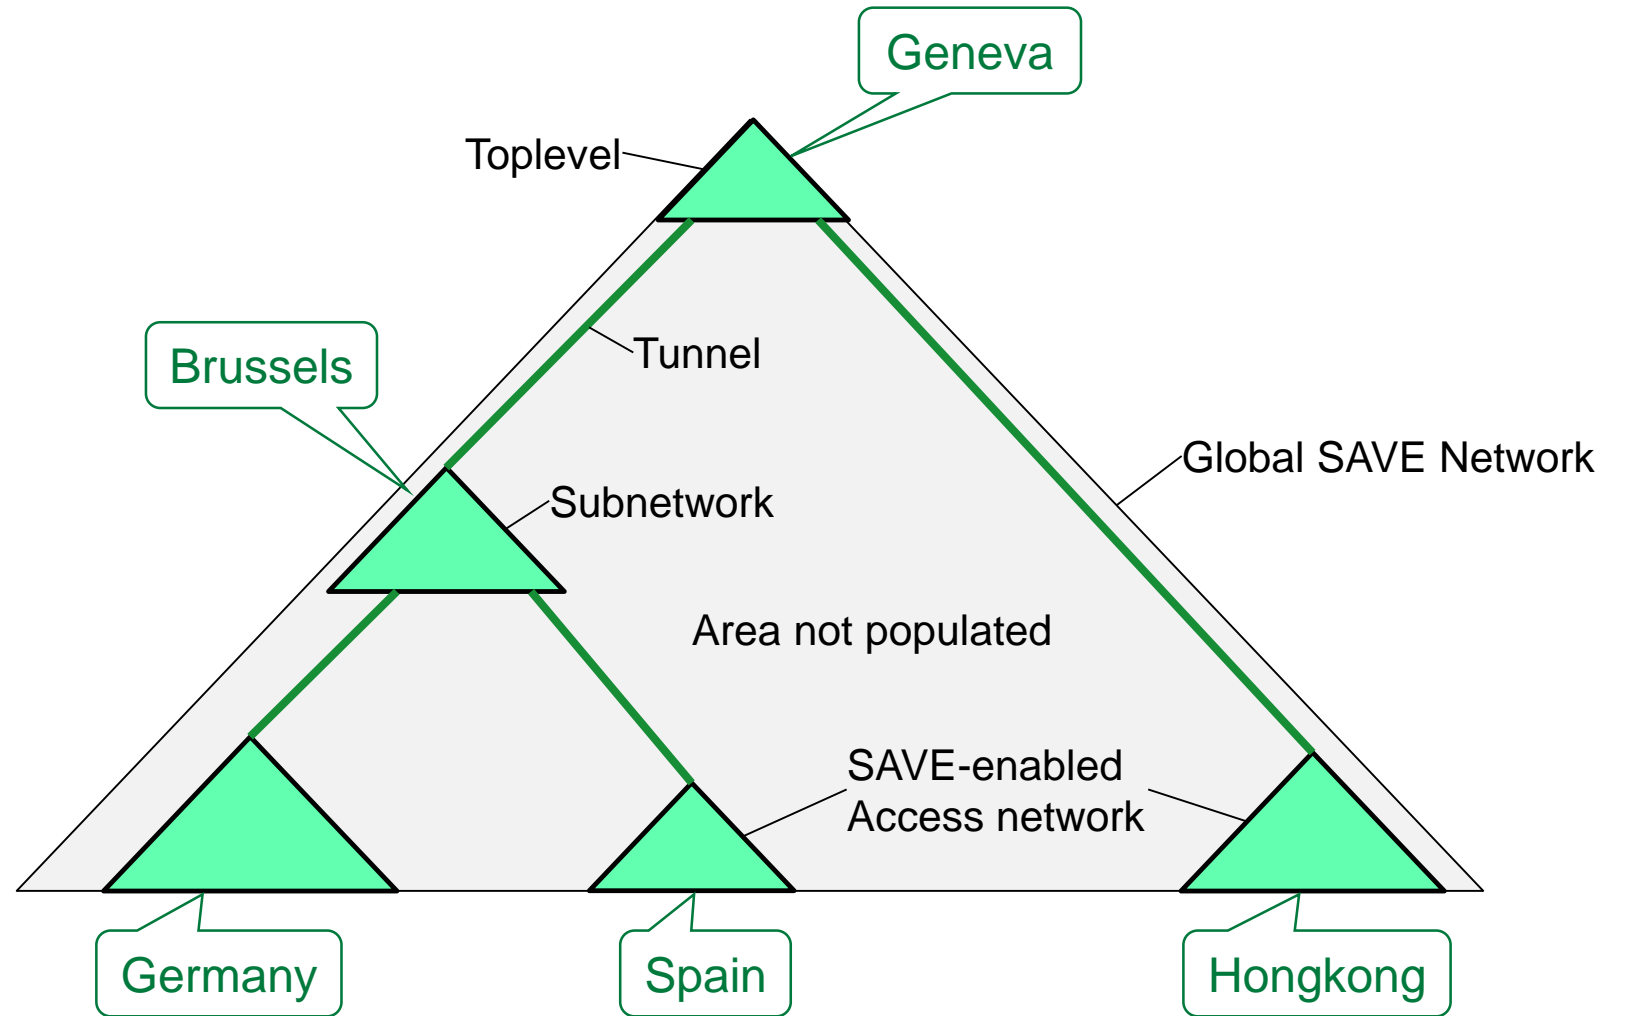 Geneva
Toplevel
Tunnel
Brussels
Global SAVE Network
Subnetwork
Area not populated
SAVE-enabled
Access network
Germany
Spain
Hongkong